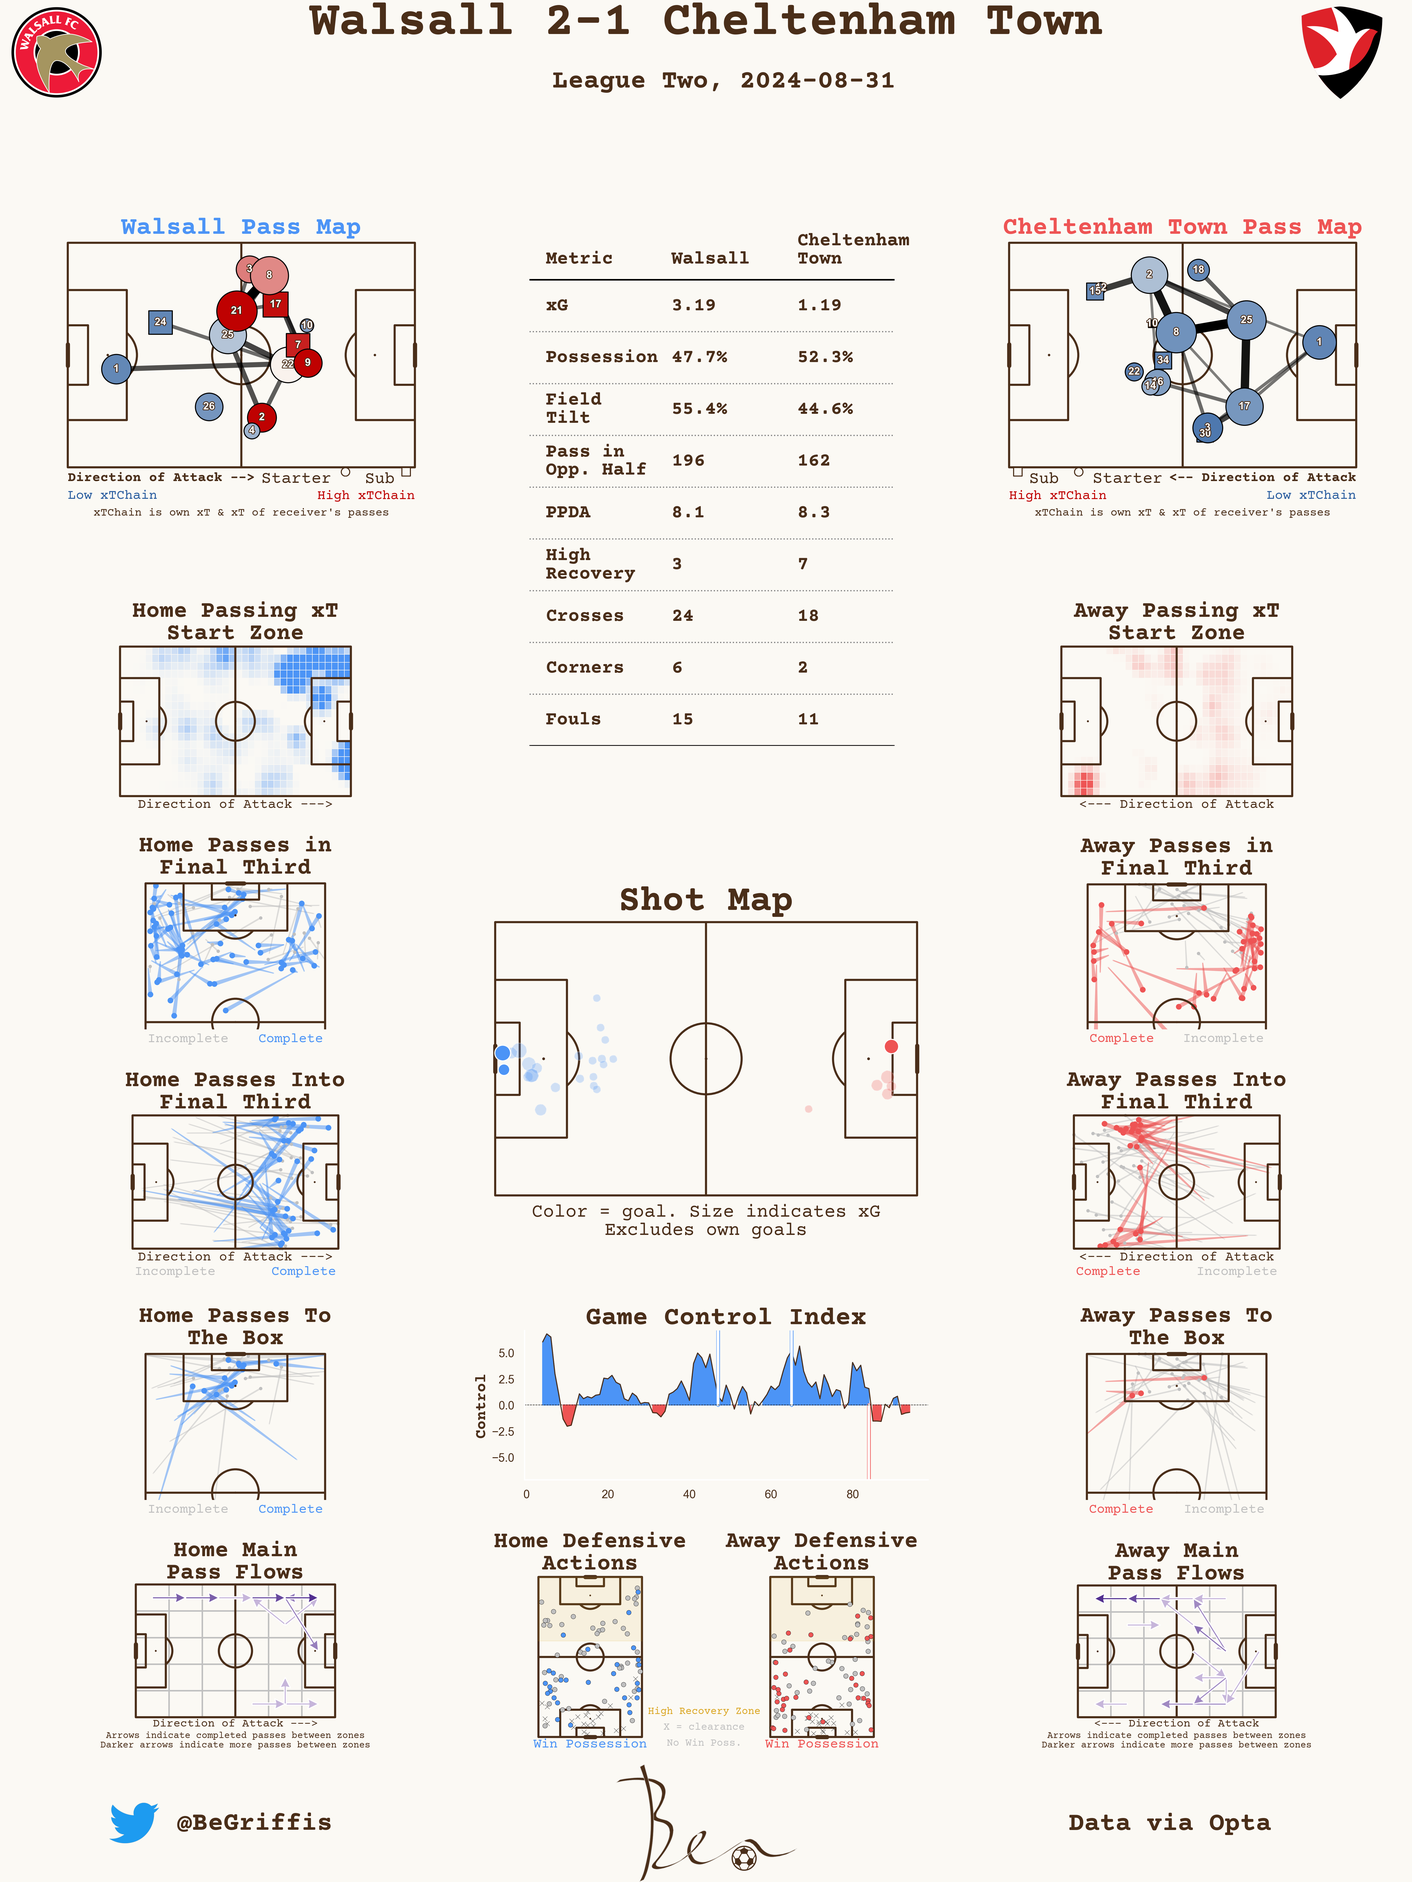 Walsall 2-1 Cheltenham Town
League Two, 2024-08-31
WALSALL FC
Walsall Pass Map
3
8
21
17
24
25
10
7
22
9
1
26
2
4
Direction of Attack --> Starter Sub
Low xTChain High xTChain
xTChain is own xT & xT of receiver's passes
Metric Walsall Cheltenham Town
xG 3.19 1.19
Possession 47.7% 52.3%
Field Tilt 55.4% 44.6%
Pass in Opp. Half 196 162
PPDA 8.1 8.3
High Recovery 3 7
Crosses 24 18
Corners 6 2
Fouls 15 11
Cheltenham Town Pass Map
2
18
15
12
10
8
25
1
34
22
14
17
3
30
Sub Starter <-- Direction of Attack
High xTChain Low xTChain
xTChain is own xT & xT of receiver's passes
Home Passing xT
Start Zone
Direction of Attack --->
Away Passing xT
Start Zone
<--- Direction of Attack
Home Passes in
Final Third
Incomplete Complete
Away Passes in
Final Third
Complete Incomplete
Shot Map
Color = goal. Size indicates xG
Excludes own goals
Home Passes Into
Final Third
Direction of Attack --->
Incomplete Complete
Away Passes Into
Final Third
<--- Direction of Attack
Complete Incomplete
Home Passes To
The Box
Incomplete Complete
Game Control Index
Control
5.0
2.5
0.0
−2.5
−5.0
0 20 40 60 80
Away Passes To
The Box
Complete Incomplete
Home Main
Pass Flows
Direction of Attack --->
Arrows indicate completed passes between zones
Darker arrows indicate more passes between zones
Home Defensive
Actions
Win Possession
High Recovery Zone
X = clearance
No Win Poss.
Away Defensive
Actions
Win Possession
Away Main
Pass Flows
<--- Direction of Attack
Arrows indicate completed passes between zones
Darker arrows indicate more passes between zones
@BeGriffis
Ben
Data via Opta